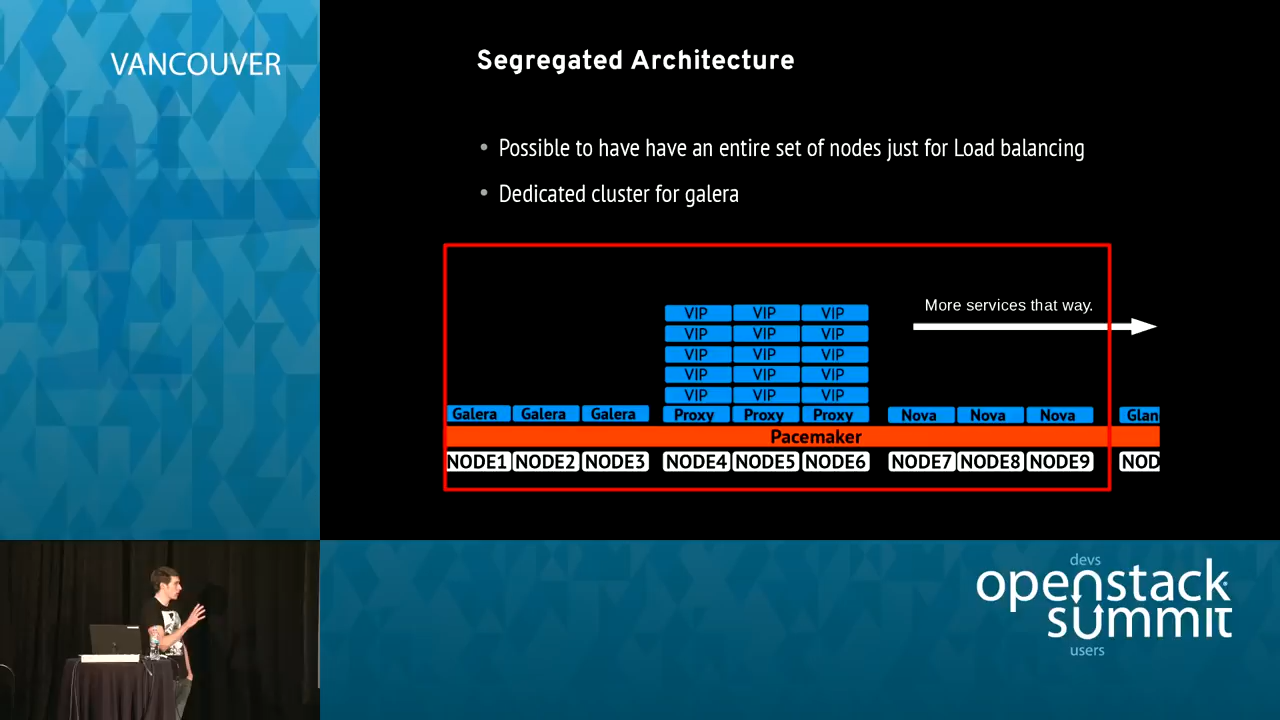 VANCOUVER
Segregated Architecture
• Possible to have have an entire set of nodes just for Load balancing
• Dedicated cluster for galera
More services that way.
VIP VIP VIP
VIP VIP VIP
VIP VIP VIP
VIP VIP VIP
VIP VIP VIP
Galera Galera Galera Proxy Proxy Proxy Nova Nova Nova Glan
Pacemaker
NODE1 NODE2 NODE3 NODE4 NODE5 NODE6 NODE7 NODE8 NODE9 NOD
devs
openstack
summit
users